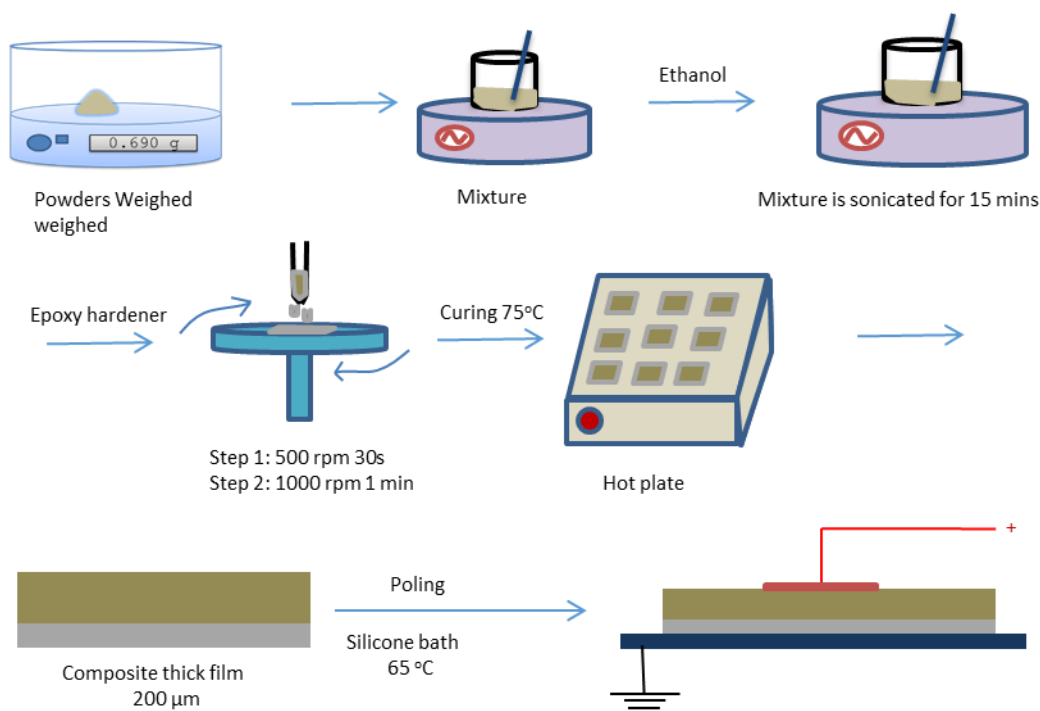 0.690 g
Powders Weighed
weighed
Mixture
Ethanol
Mixture is sonicated for 15 mins
Epoxy hardener
Step 1: 500 rpm 30s
Step 2: 1000 rpm 1 min
Curing 75°C
Hot plate
Composite thick film
200 μm
Poling
Silicone bath
65 °C
+